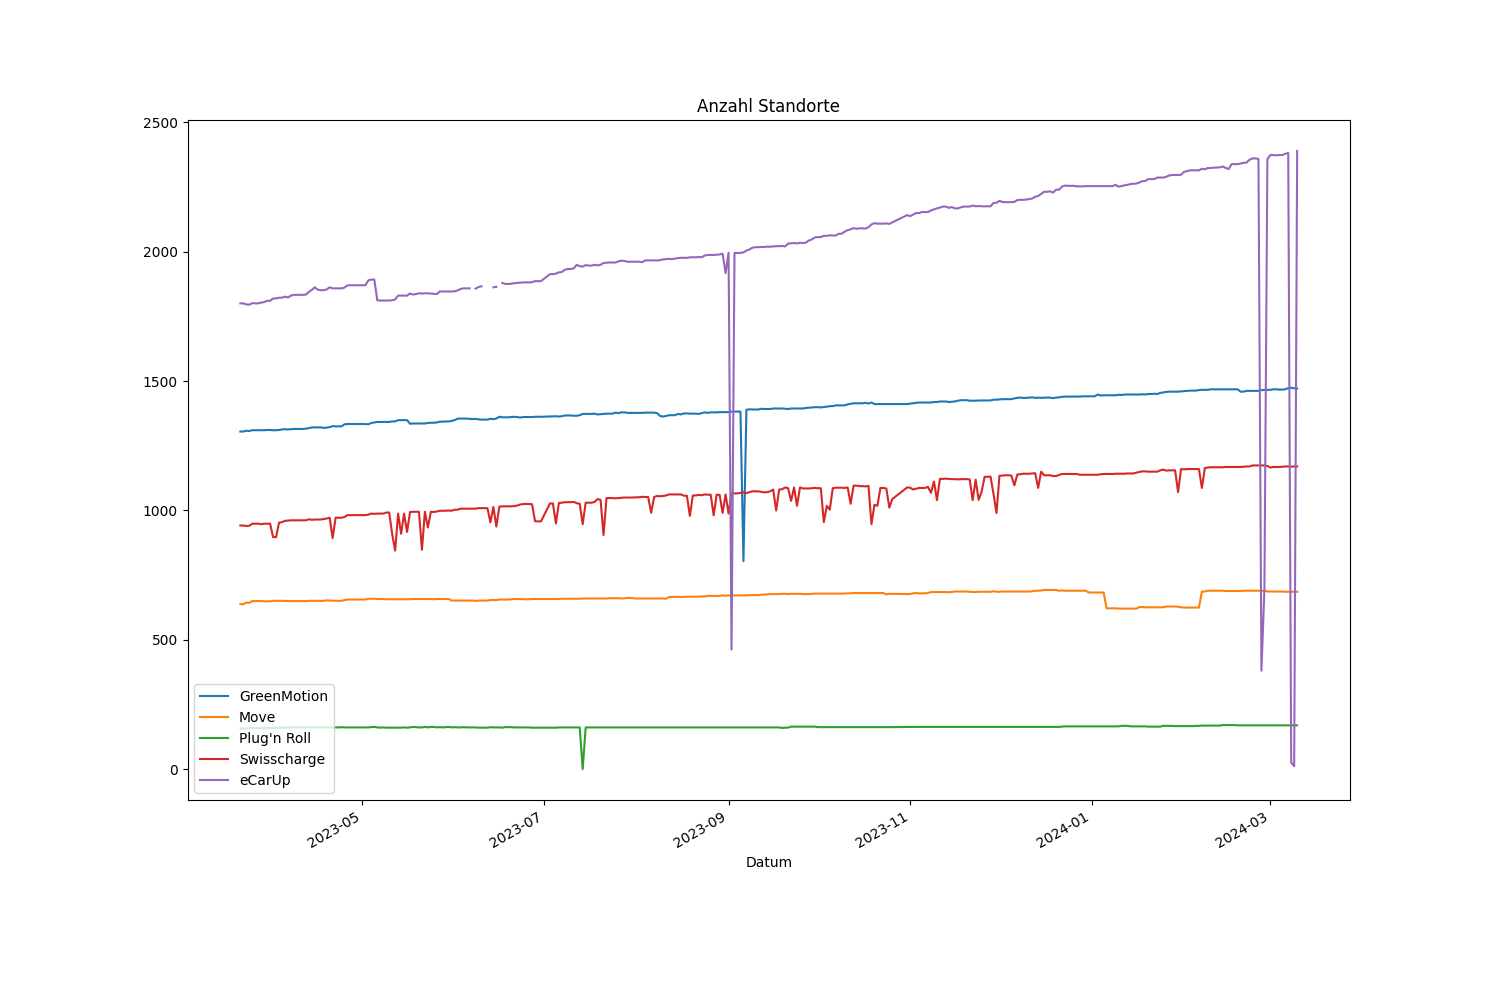 Anzahl Standorte
2500
2000
1500
1000
500
0
GreenMotion
Move
Plug'n Roll
Swisscharge
eCarUp
2023-05
2023-07
2023-09
2023-11
2024-01
2024-03
Datum